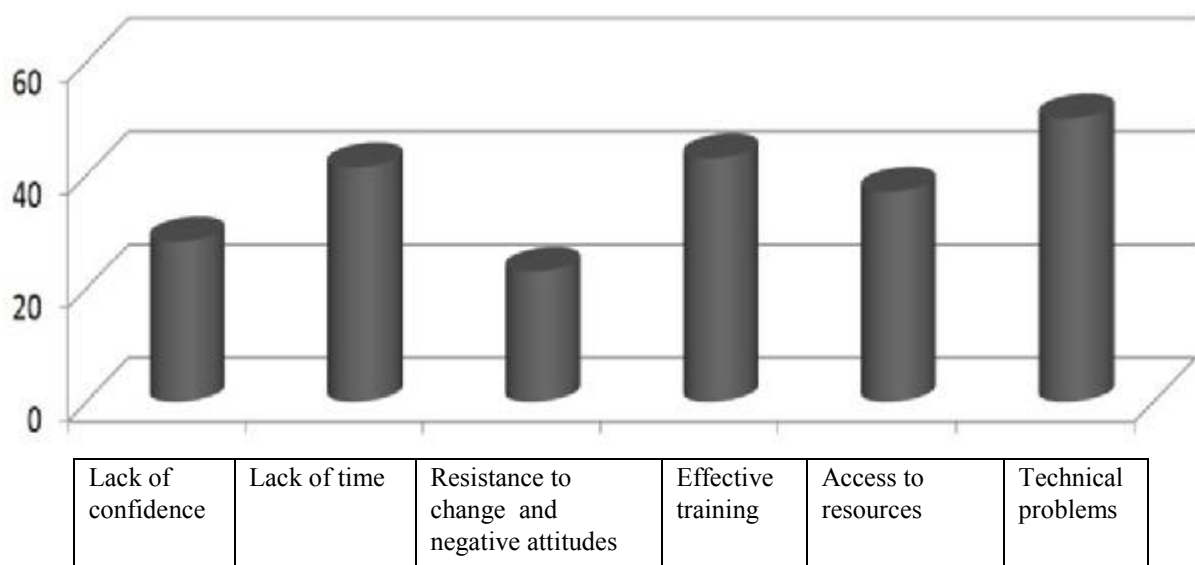 60
40
20
0
Lack of confidence
Lack of time
Resistance to change and negative attitudes
Effective training
Access to resources
Technical problems